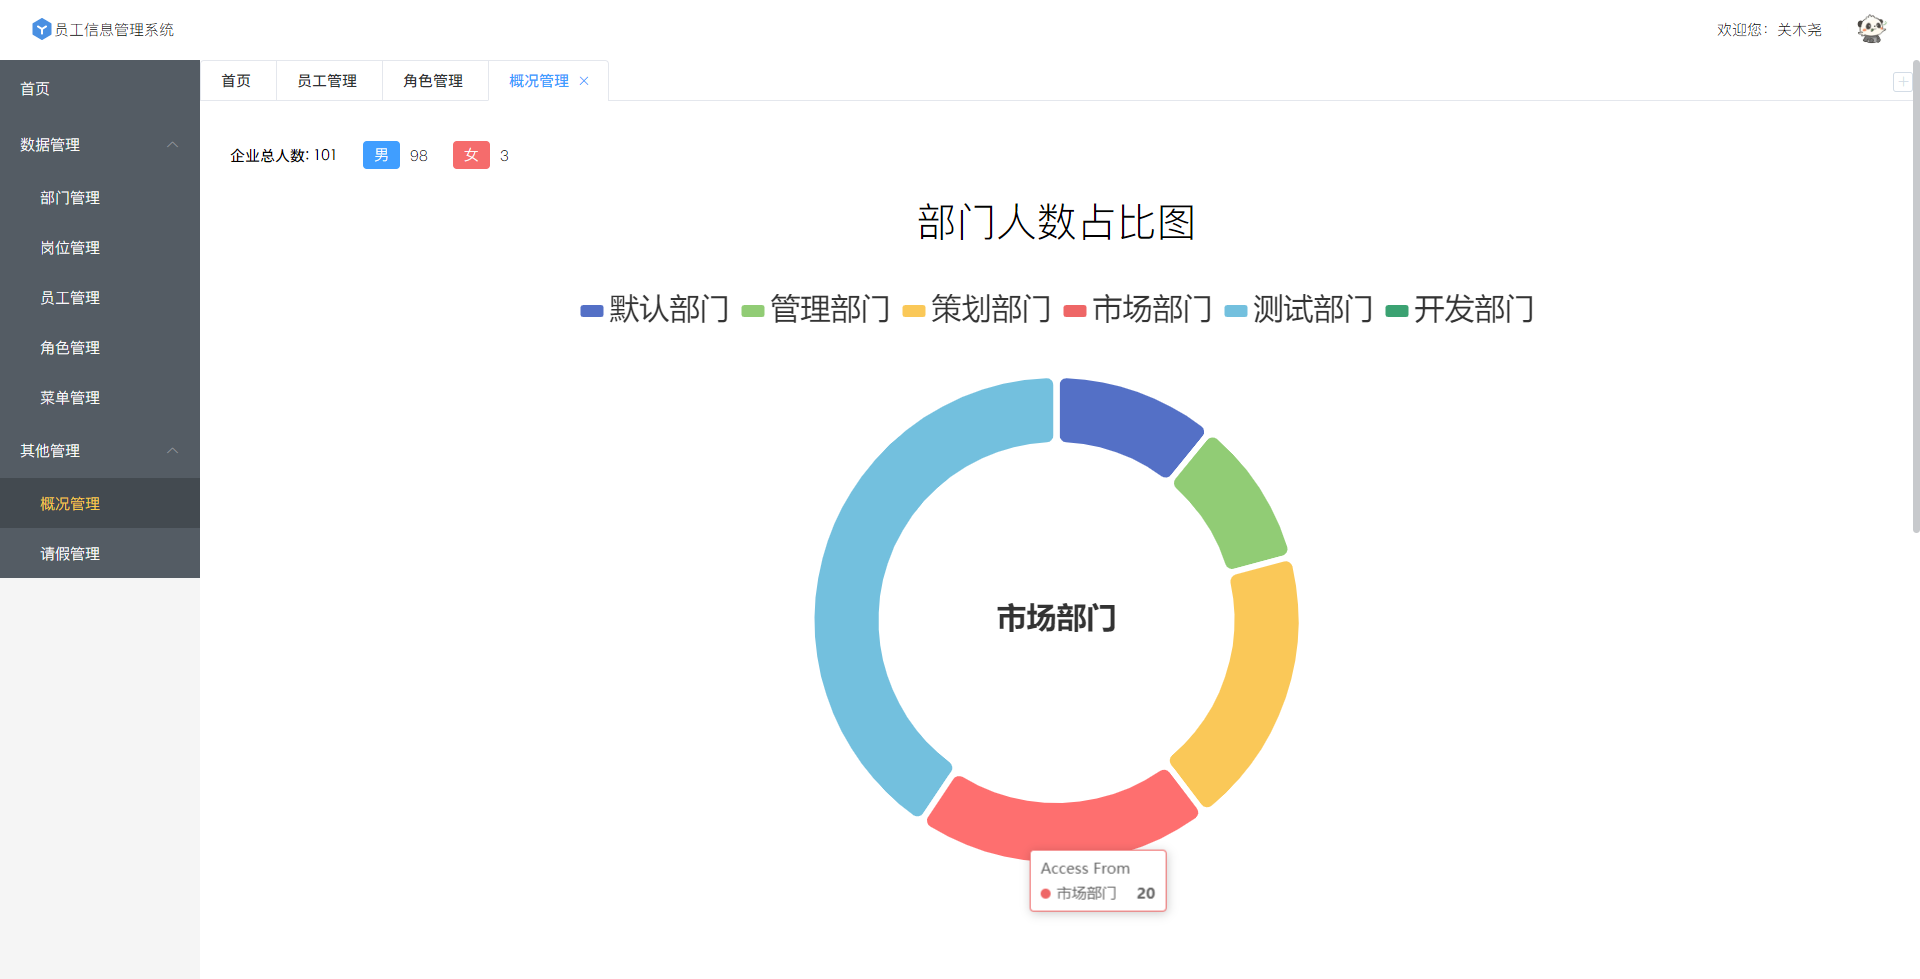 员工信息管理系统
欢迎您：关木尧
首页
数据管理
部门管理
岗位管理
员工管理
角色管理
菜单管理
其他管理
概况管理
请假管理
首页 员工管理 角色管理 概况管理
企业总人数: 101 男 98 女 3
部门人数占比图
默认部门 管理部门 策划部门 市场部门 测试部门 开发部门
市场部门
Access From
市场部门 20